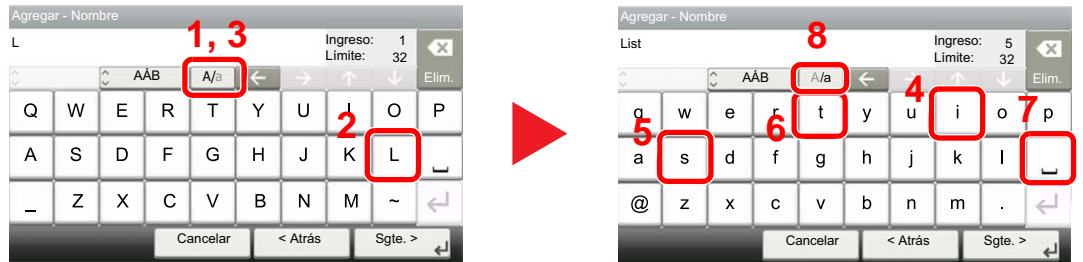 Agregar - Nombre
L
1, 3
Ingreso: 1
Límite: 32
AÁB
A/a
Elim.
Q W E R T Y U I O P
2
A S D F G H J K L
_ Z X C V B N M ~
Cancelar
< Atrás
Sgte. >
Agregar - Nombre
List
8
Ingreso: 5
Límite: 32
AÁB
A/a
Elim.
4
7
q w e r t y u i o p
5
6
a s d f g h j k l
@ z x c v b n m .
Cancelar
< Atrás
Sgte. >